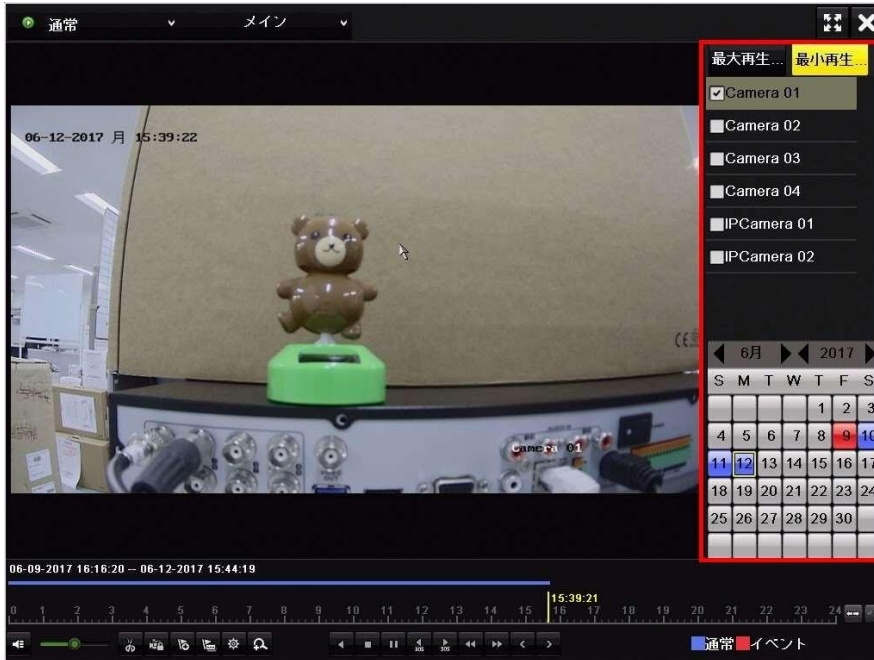 通常 メイン
最大再生... 最小再生...
Camera 01
Camera 02
Camera 03
Camera 04
IPCamera 01
IPCamera 02
06-12-2017 月 15:39:22
CE
Camera 01
6月 2017
S M T W T F S
1 2 3
4 5 6 7 8 9 10
11 12 13 14 15 16 17
18 19 20 21 22 23 24
25 26 27 28 29 30
06-09-2017 16:16:20 -- 06-12-2017 15:44:19
15:39:21
0 1 2 3 4 5 6 7 8 9 10 11 12 13 14 15 16 17 18 19 20 21 22 23 24
30S 30S
通常 イベント